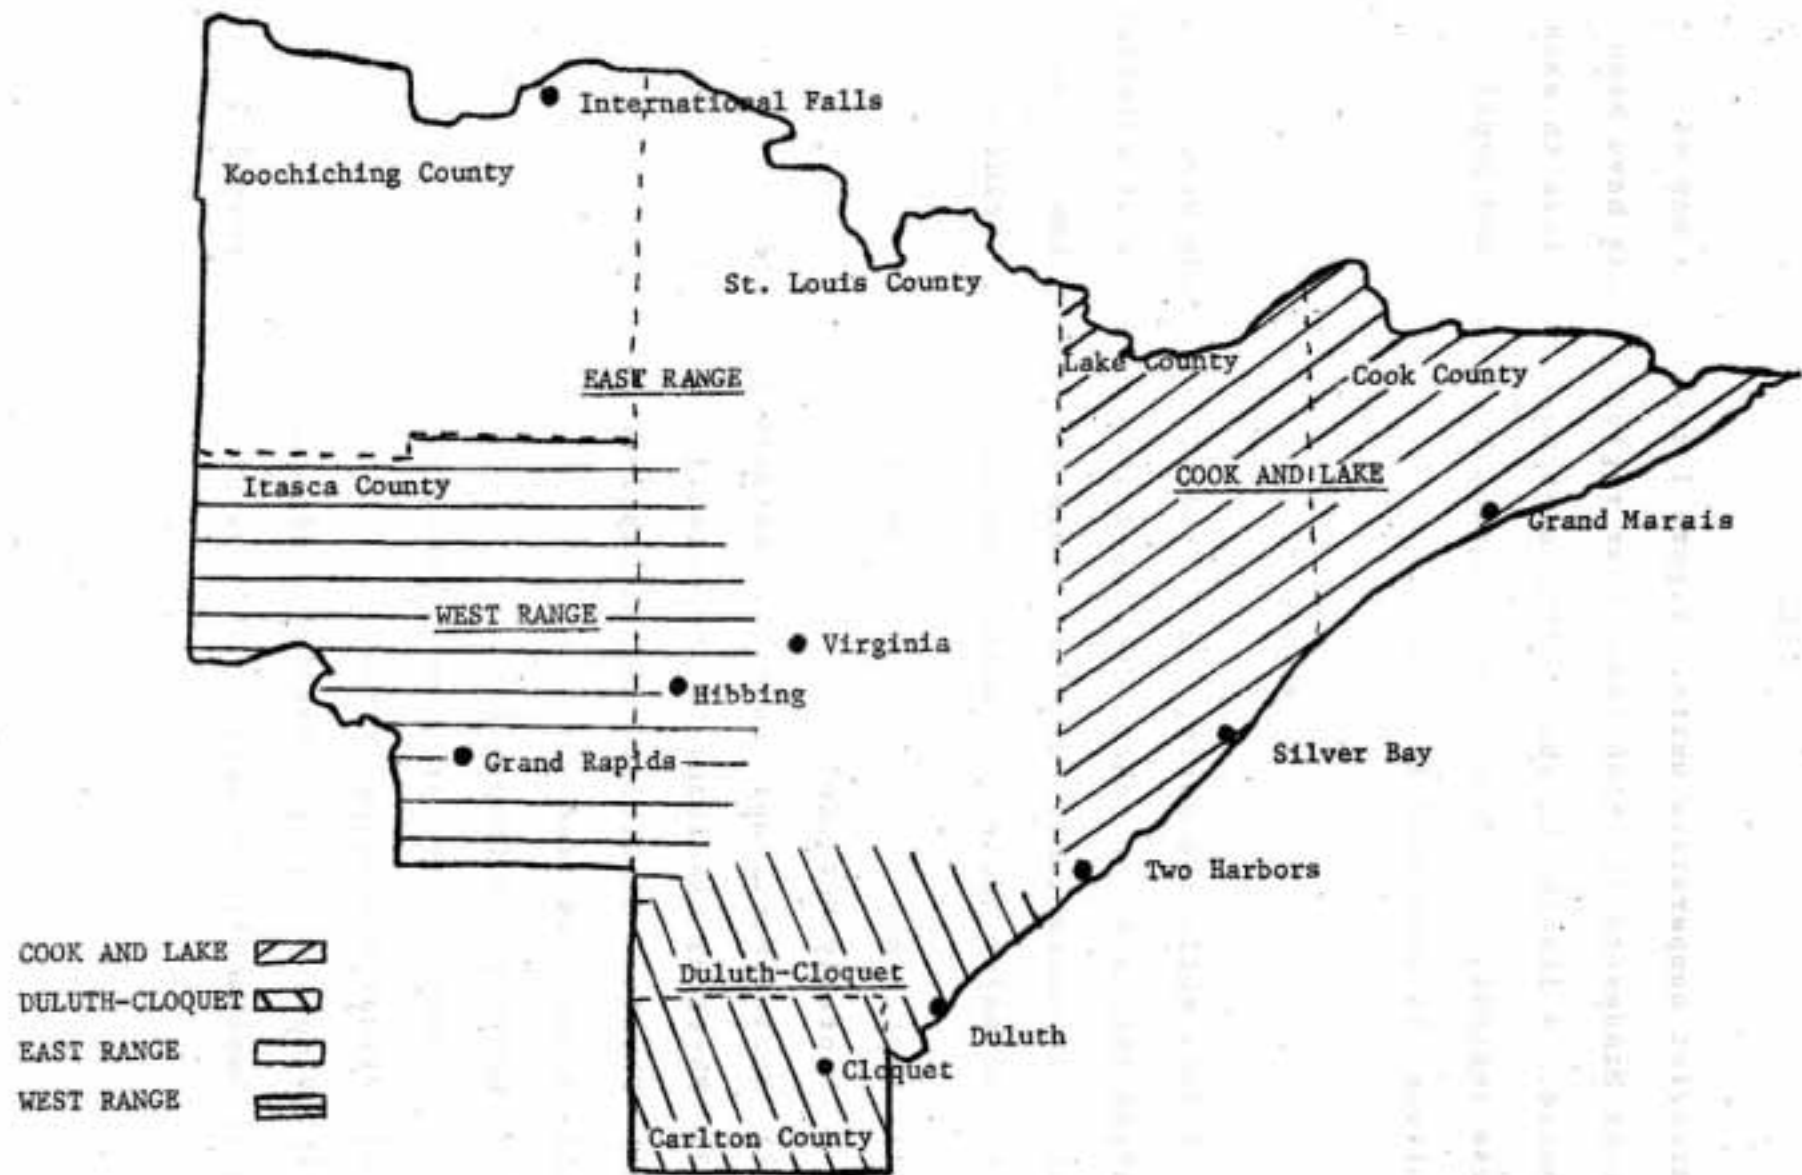 International Falls
Koochiching County
St. Louis County
Lake County
Cook County
EAST RANGE
COOK AND LAKE
Itasca County
Grand Marais
WEST RANGE
Virginia
Hibbing
Silver Bay
Grand Rapids
Two Harbors
Duluth-Cloquet
Duluth
Cloquet
Carlton County
COOK AND LAKE
DULUTH-CLOQUET
EAST RANGE
WEST RANGE